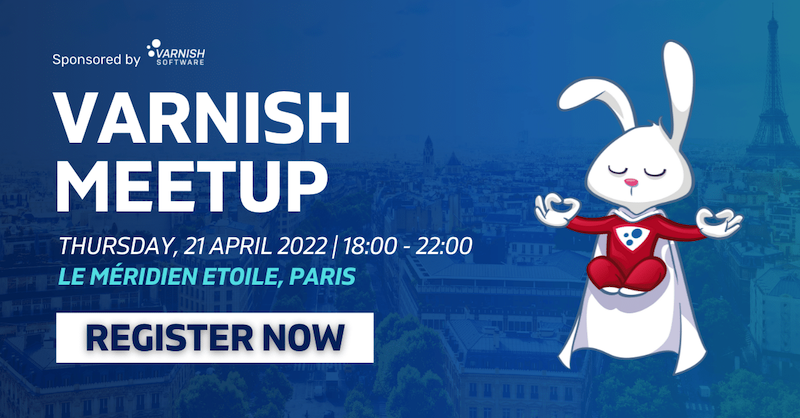 Sponsored by VARNISH
SOFTWARE
VARNISH
MEETUP
THURSDAY, 21 APRIL 2022 | 18:00 - 22:00
LE MÉRIDIEN ETOILE, PARIS
REGISTER NOW